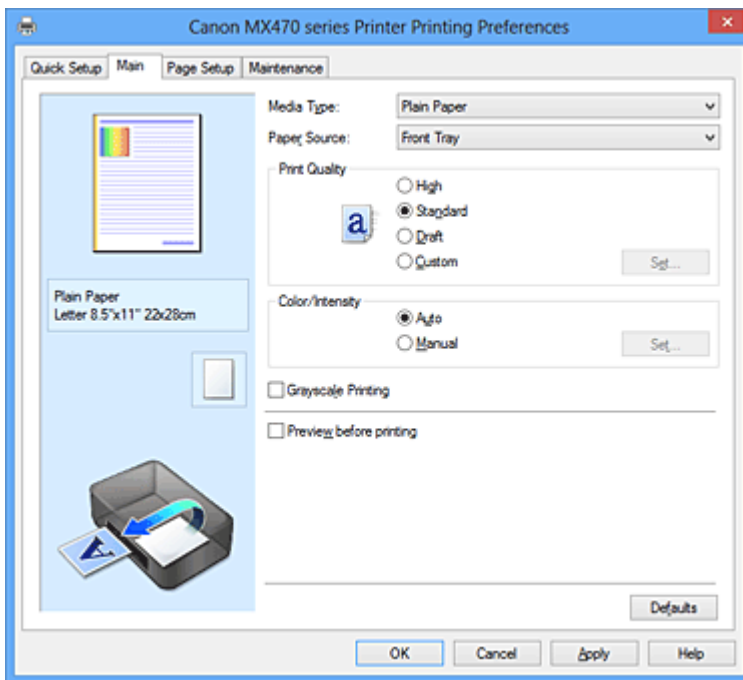 Canon MX470 series Printer Printing Preferences
Quick Setup Main Page Setup Maintenance
Media Type: Plain Paper
Paper Source: Front Tray
Print Quality
High
a Standard
Draft
Custom Set...
Plain Paper
Letter 8.5"x11" 22x28cm
Color/Intensity
Auto
Manual Set...
Grayscale Printing
Preview before printing
A
Defaults
OK Cancel Apply Help